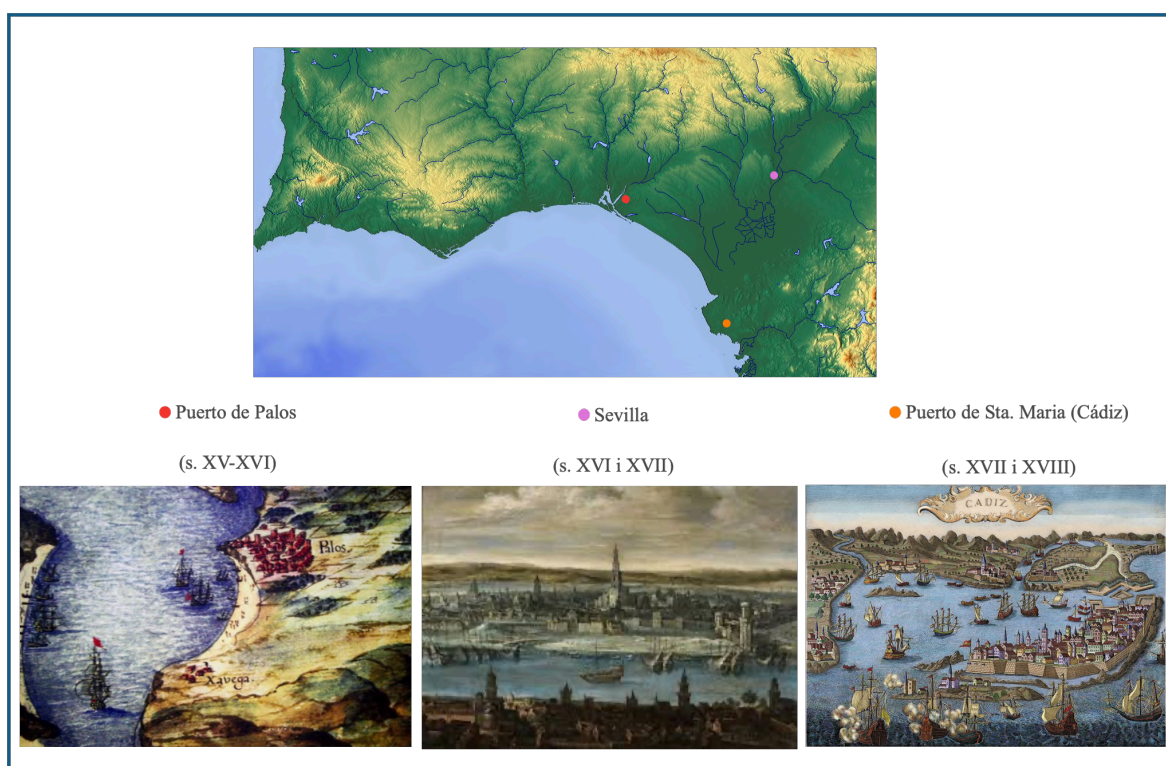 Puerto de Palos
Sevilla
Puerto de Sta. Maria (Cádiz)
(s. XV-XVI)
(s. XVI i XVII)
(s. XVII i XVIII)
Palos.
Xavega.
CADIZ